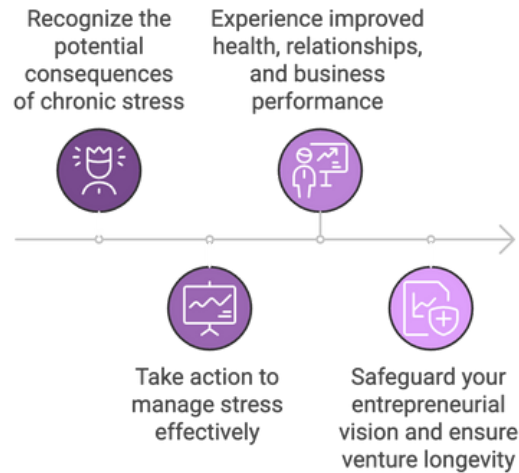 Recognize the
potential
consequences
of chronic stress
Experience improved
health, relationships,
and business
performance
Take action to
manage stress
effectively
Safeguard your
entrepreneurial
vision and ensure
venture longevity